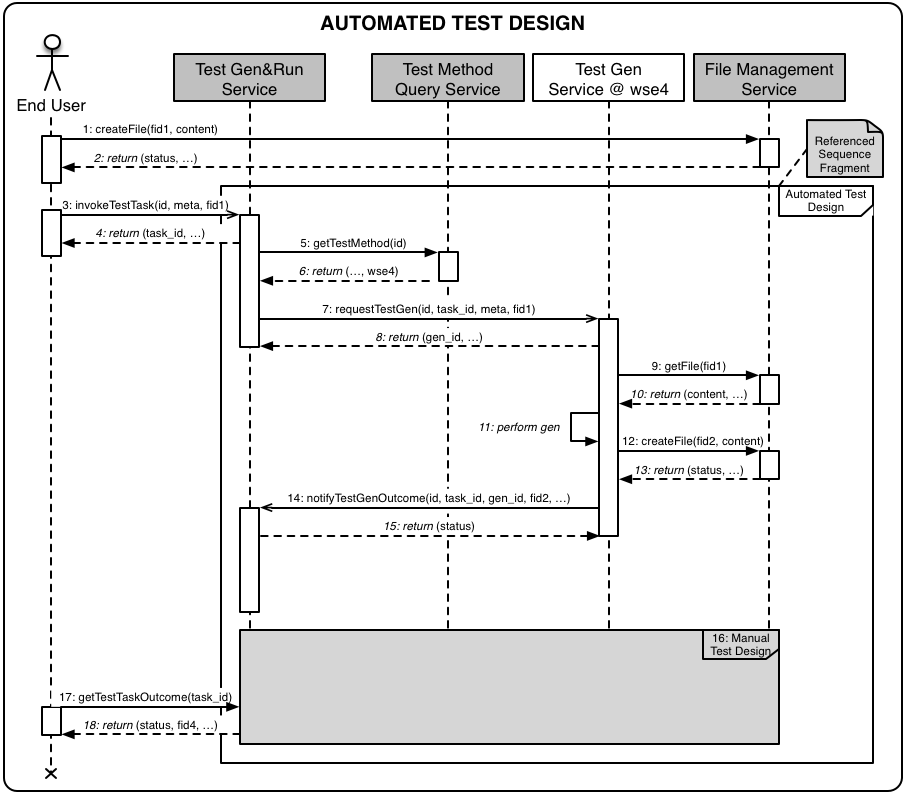 AUTOMATED TEST DESIGN
End User
Test Gen&Run
Service
Test Method
Query Service
Test Gen
Service @ wse4
File Management
Service
1: createFile(fid1, content)
2: return (status, …)
Referenced
Sequence
Fragment
Automated Test
Design
3: invokeTestTask(id, meta, fid1)
4: return (task_id, …)
5: getTestMethod(id)
6: return (…, wse4)
7: requestTestGen(id, task_id, meta, fid1)
8: return (gen_id, …)
9: getFile(fid1)
10: return (content, …)
11: perform gen
12: createFile(fid2, content)
13: return (status, …)
14: notifyTestGenOutcome(id, task_id, gen_id, fid2, …)
15: return (status)
16: Manual
Test Design
17: getTestTaskOutcome(task_id)
18: return (status, fid4, …)